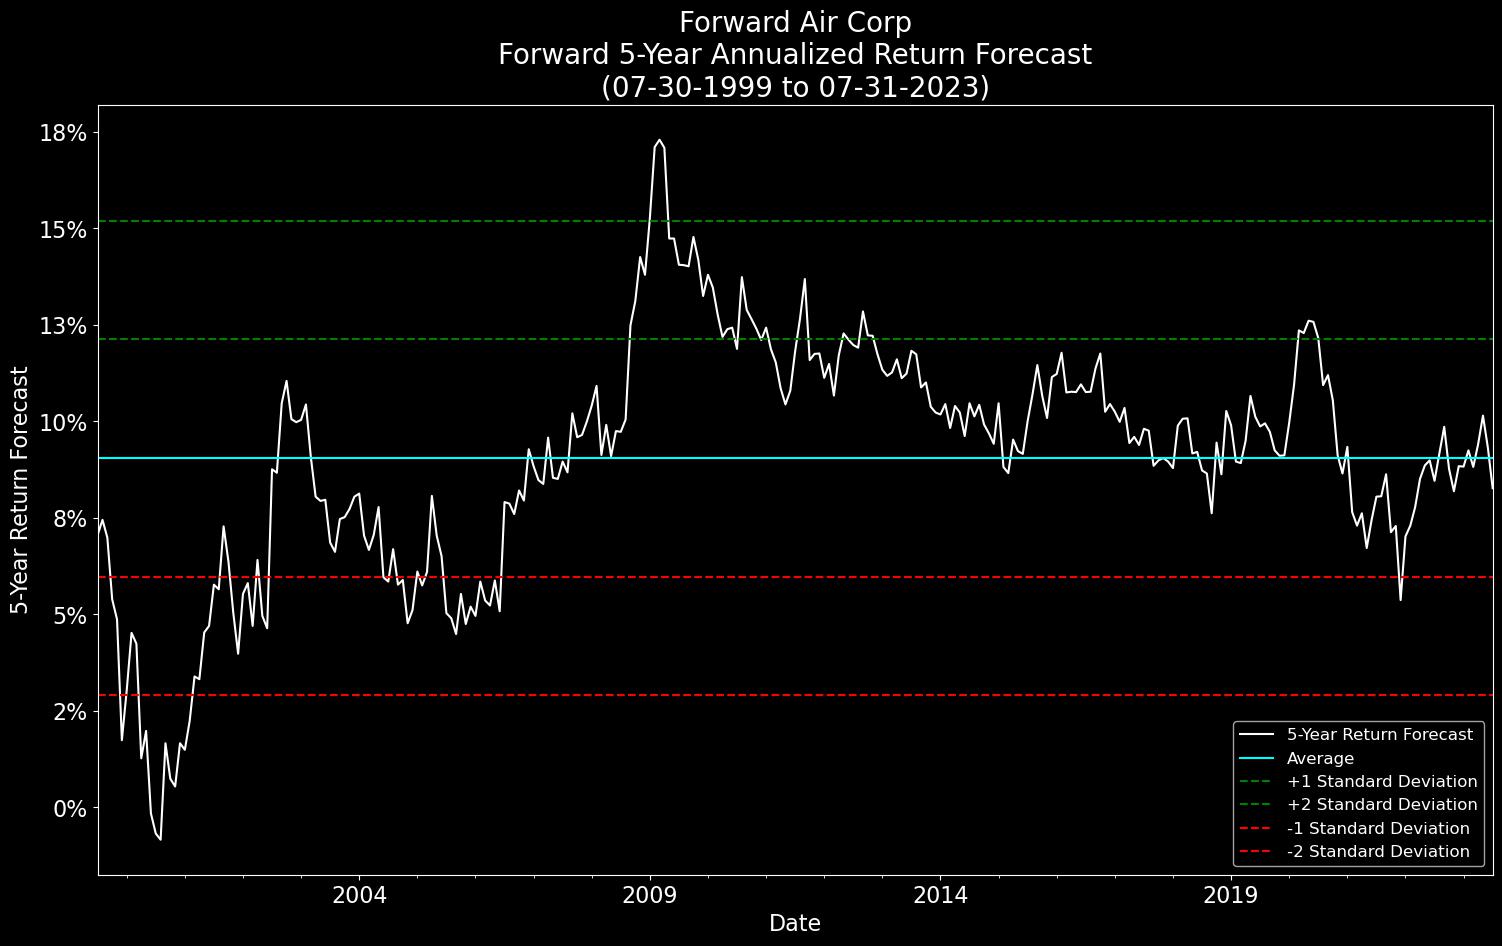 Forward Air Corp
Forward 5-Year Annualized Return Forecast
(07-30-1999 to 07-31-2023)
5-Year Return Forecast
18%
15%
13%
10%
8%
5%
2%
0%
2004
2009
2014
2019
Date
5-Year Return Forecast
Average
+1 Standard Deviation
+2 Standard Deviation
-1 Standard Deviation
-2 Standard Deviation